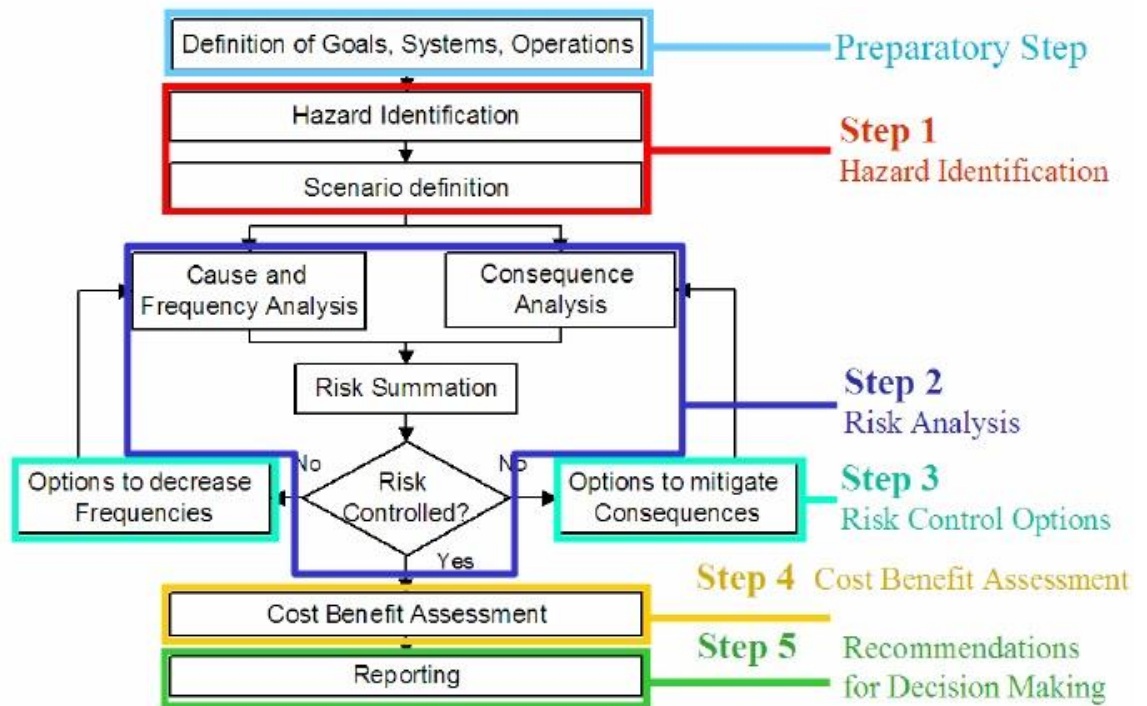 Definition of Goals, Systems, Operations
Preparatory Step
Hazard Identification
Step 1
Hazard Identification
Scenario definition
Cause and
Frequency Analysis
Consequence
Analysis
Risk Summation
Step 2
Risk Analysis
No
No
Options to decrease
Frequencies
Risk
Controlled?
Options to mitigate
Consequences
Step 3
Risk Control Options
Yes
Step 4 Cost Benefit Assessment
Cost Benefit Assessment
Step 5 Recommendations
for Decision Making
Reporting